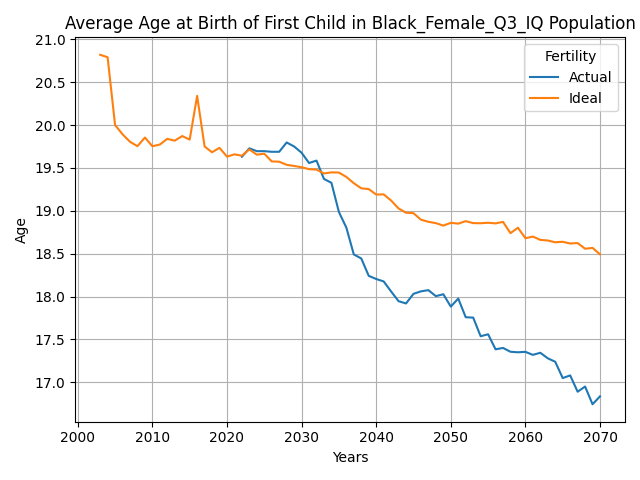 Average Age at Birth of First Child in Black_Female_Q3_IQ Population
Fertility
Actual
Ideal
21.0
20.5
20.0
19.5
19.0
18.5
18.0
17.5
17.0
Age
2000 2010 2020 2030 2040 2050 2060 2070
Years